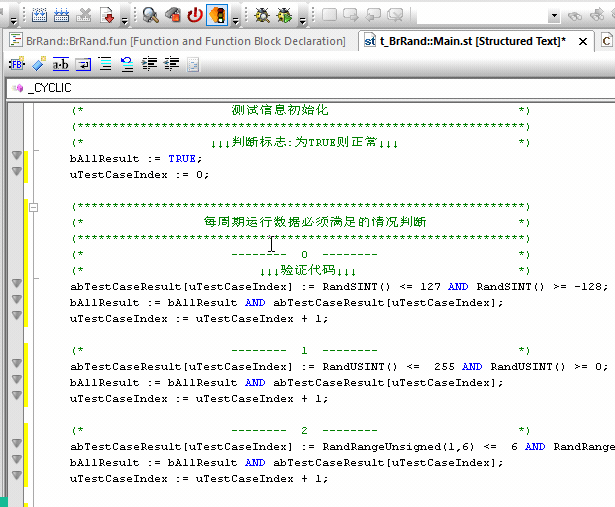 BrRand::BrRand.fun [Function and Function Block Declaration]
st t_BrRand::Main.st [Structured Text]*
C
FB
a·b
_CYCLIC
(* 测试信息初始化 *)
(********************************************************)
(* ↓↓↓判断标志:为TRUE则正常↓↓↓ *)
bAllResult := TRUE;
uTestCaseIndex := 0;
(********************************************************)
(* 每周期运行数据必须满足的情况判断 *)
(********************************************************)
(* -------- 0 -------- *)
(* ↓↓↓验证代码↓↓↓ *)
abTestCaseResult[uTestCaseIndex] := RandSINT() <= 127 AND RandSINT() >= -128;
bAllResult := bAllResult AND abTestCaseResult[uTestCaseIndex];
uTestCaseIndex := uTestCaseIndex + 1;
(* -------- 1 -------- *)
abTestCaseResult[uTestCaseIndex] := RandUSINT() <= 255 AND RandUSINT() >= 0;
bAllResult := bAllResult AND abTestCaseResult[uTestCaseIndex];
uTestCaseIndex := uTestCaseIndex + 1;
(* -------- 2 -------- *)
abTestCaseResult[uTestCaseIndex] := RandRangeUnsigned(1,6) <= 6 AND RandRange
bAllResult := bAllResult AND abTestCaseResult[uTestCaseIndex];
uTestCaseIndex := uTestCaseIndex + 1;